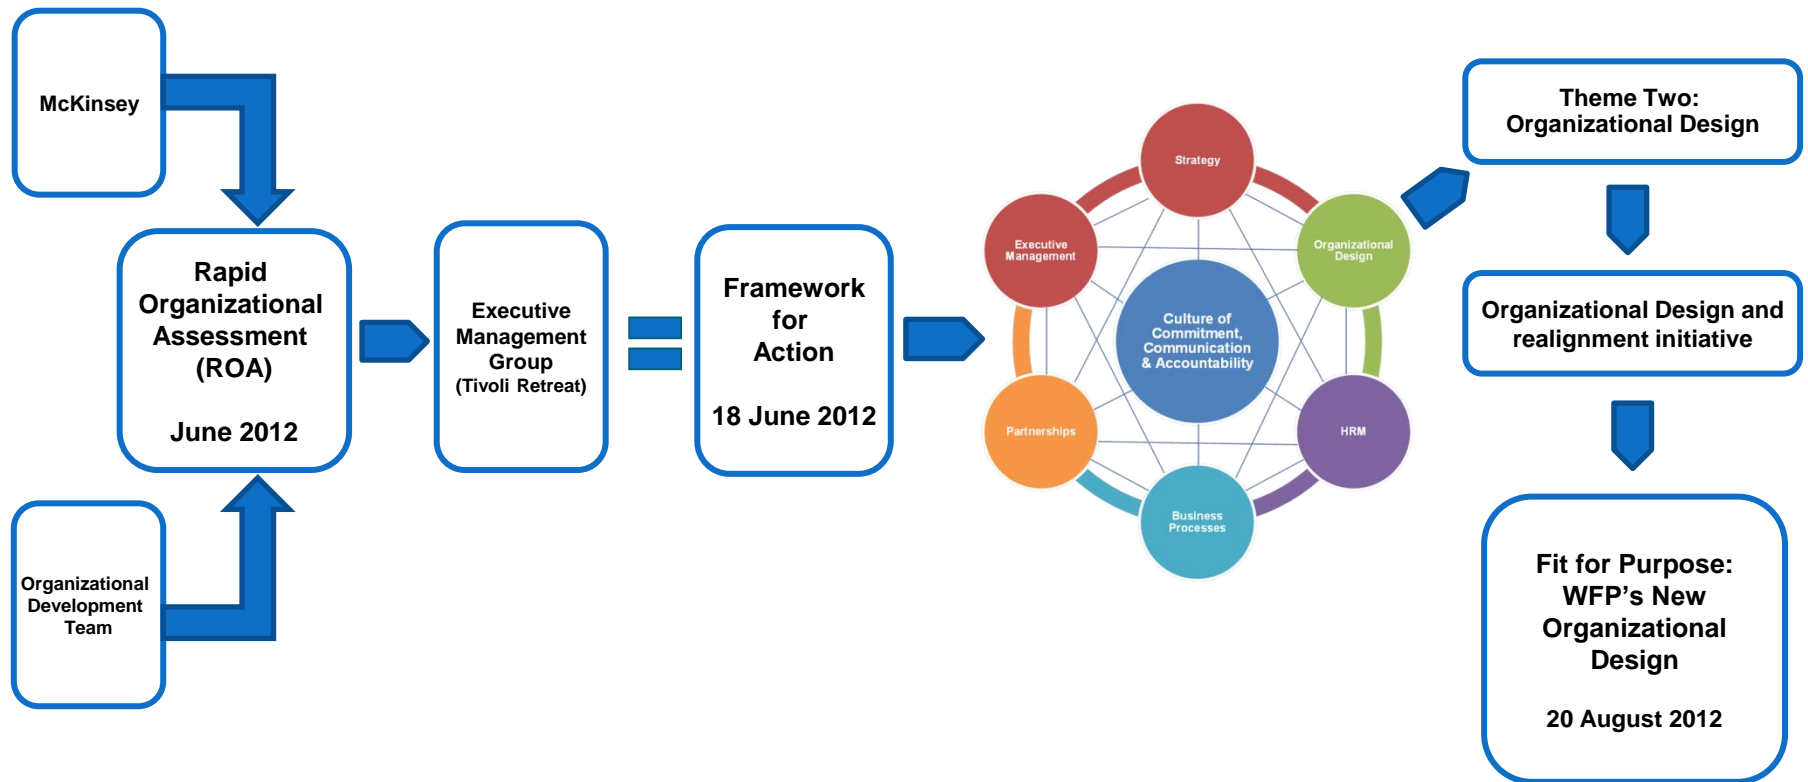 McKinsey
Organizational
Development
Team
Rapid
Organizational
Assessment
(ROA)
June 2012
Executive
Management
Group
(Tivoli Retreat)
Framework
for
Action
18 June 2012
Strategy
Executive
Management
Organizational
Design
Culture of
Commitment,
Communication
& Accountability
Partnerships
HRM
Business
Processes
Theme Two:
Organizational Design
Organizational Design and
realignment initiative
Fit for Purpose:
WFP’s New
Organizational
Design
20 August 2012